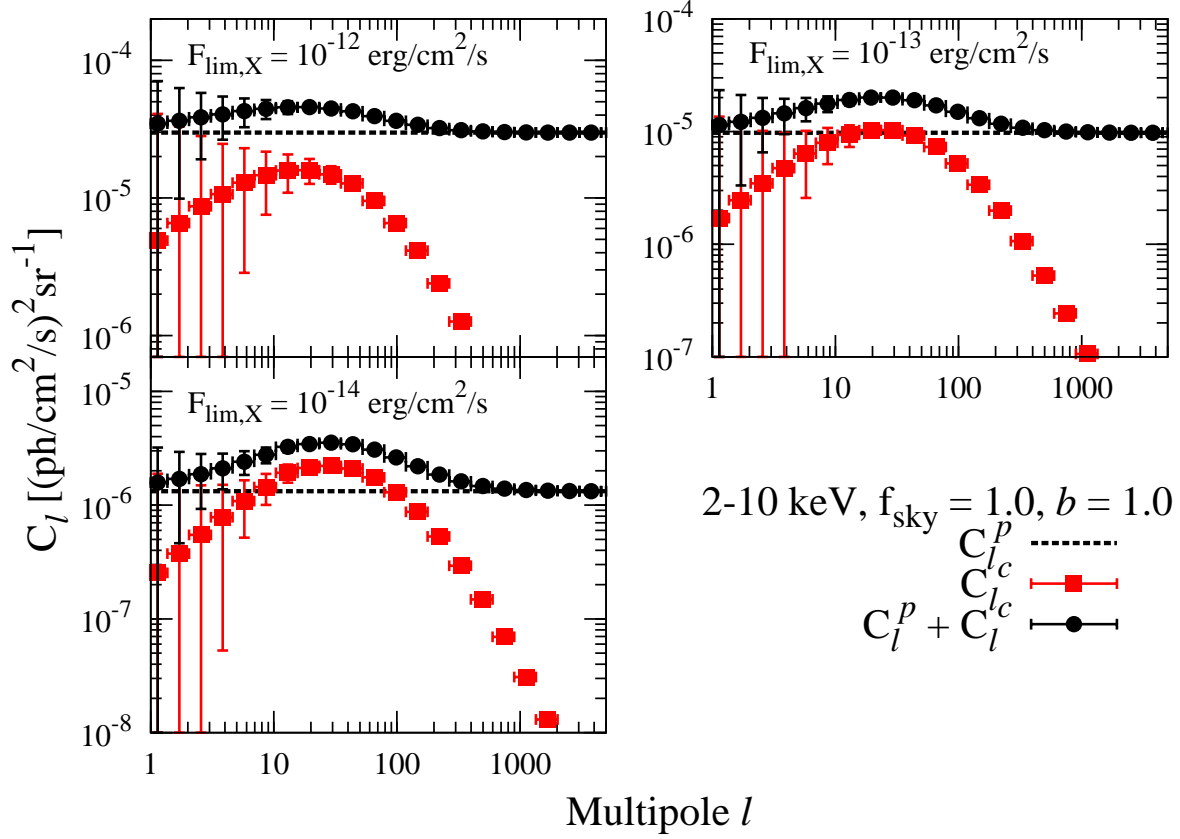 F_lim,X = 10^-12 erg/cm^2/s
10^-4
10^-5
10^-6
F_lim,X = 10^-13 erg/cm^2/s
10^-4
10^-5
10^-6
10^-7
1 10 100 1000
F_lim,X = 10^-14 erg/cm^2/s
10^-5
10^-6
10^-7
10^-8
1 10 100 1000
C_l [(ph/cm^2/s)^2 sr^-1]
Multipole l
2-10 keV, f_sky = 1.0, b = 1.0
C_l^p
C_l^c
C_l^p + C_l^c